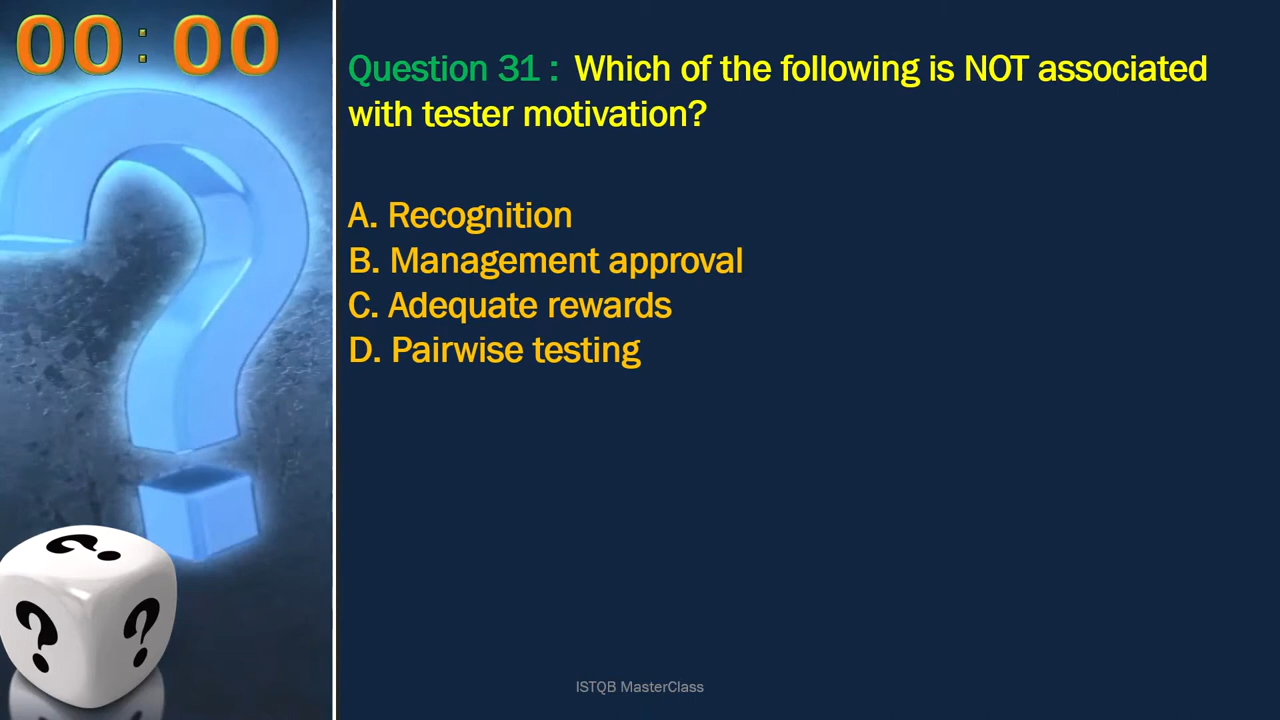 00:00
Question 31 : Which of the following is NOT associated
with tester motivation?
A. Recognition
B. Management approval
C. Adequate rewards
D. Pairwise testing
? ? ?
ISTQB MasterClass